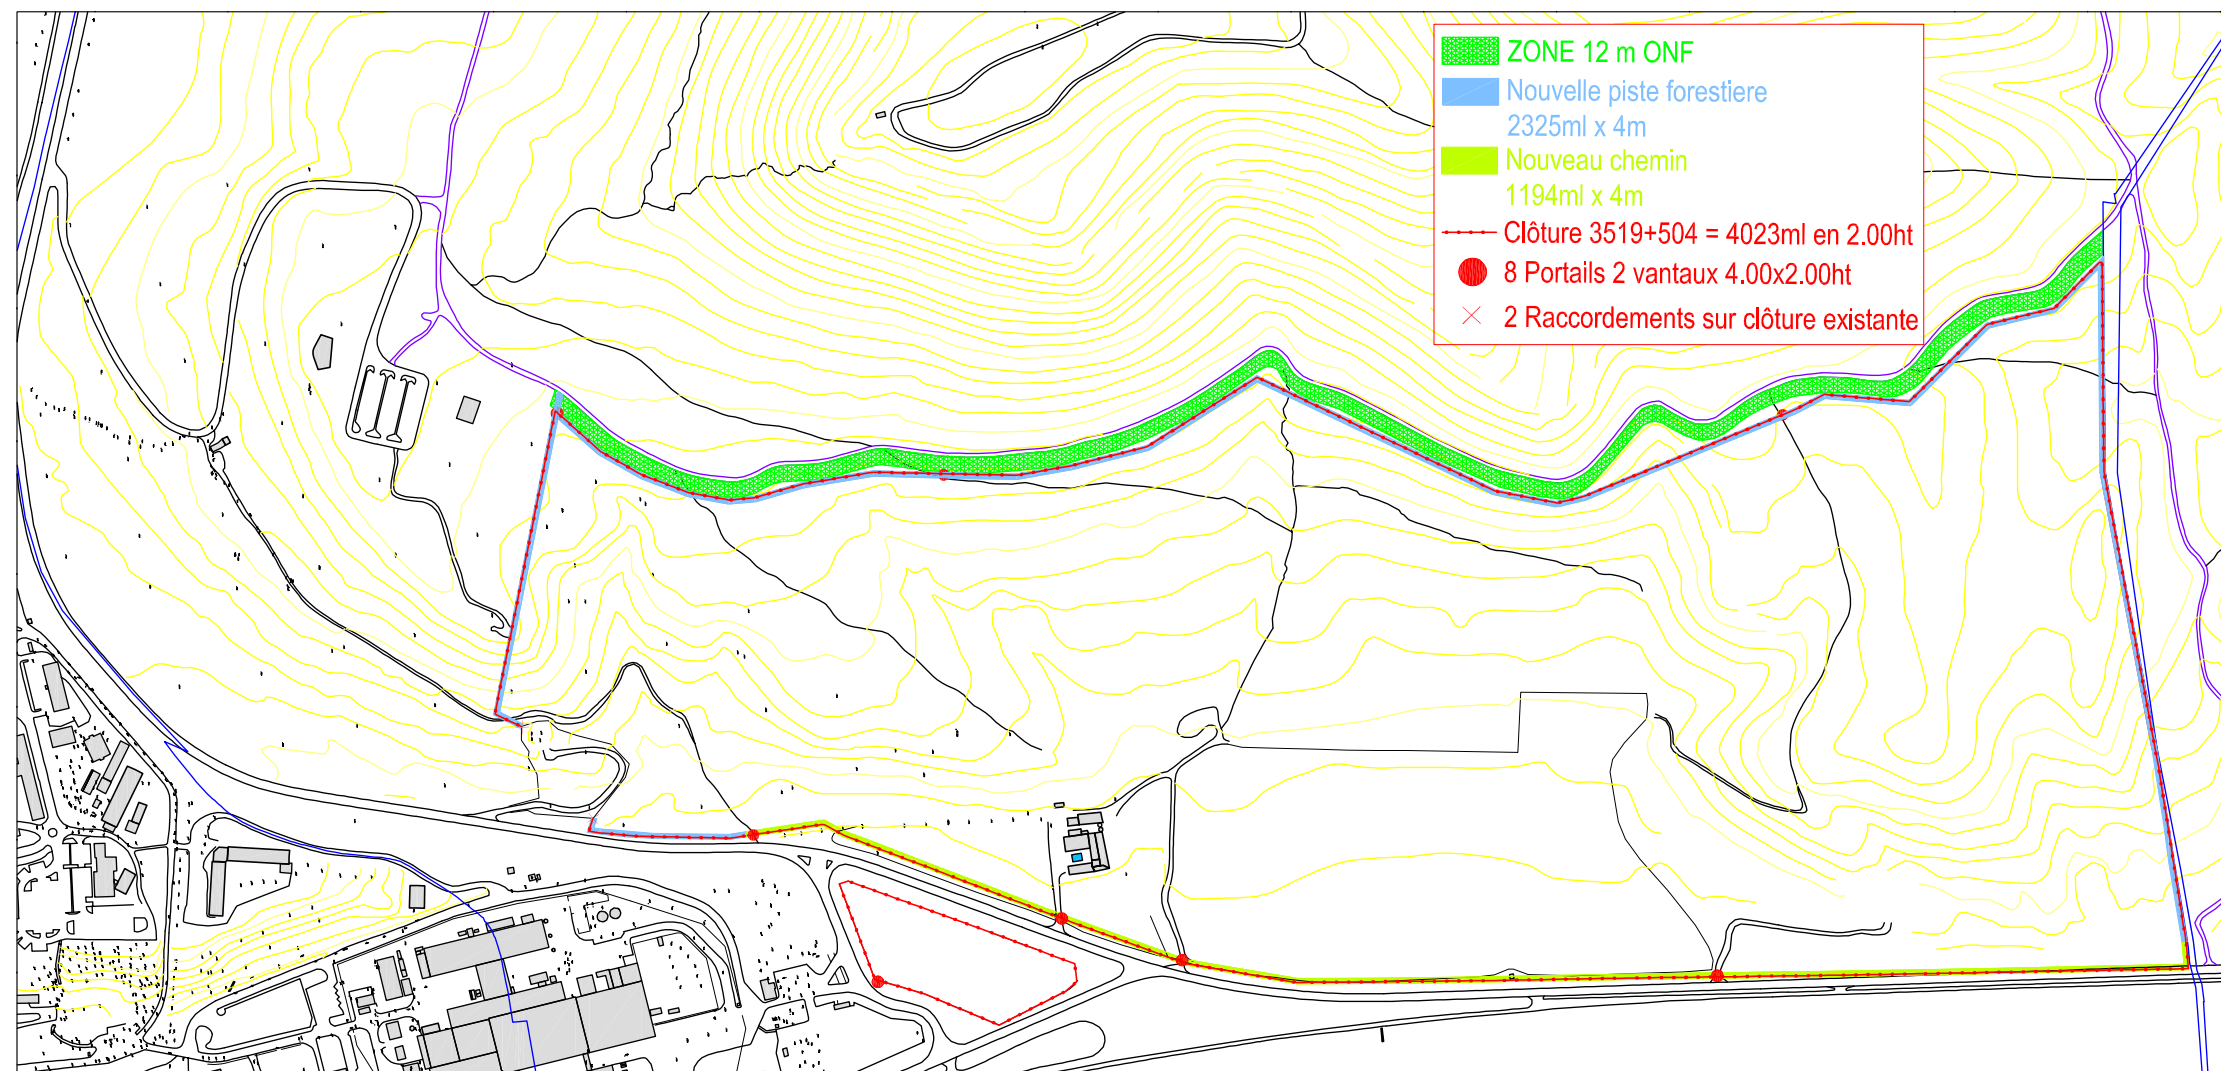 ZONE 12 m ONF
Nouvelle piste forestiere
2325ml x 4m
Nouveau chemin
1194ml x 4m
Clôture 3519+504 = 4023ml en 2.00ht
8 Portails 2 vantaux 4.00x2.00ht
2 Raccordements sur clôture existante